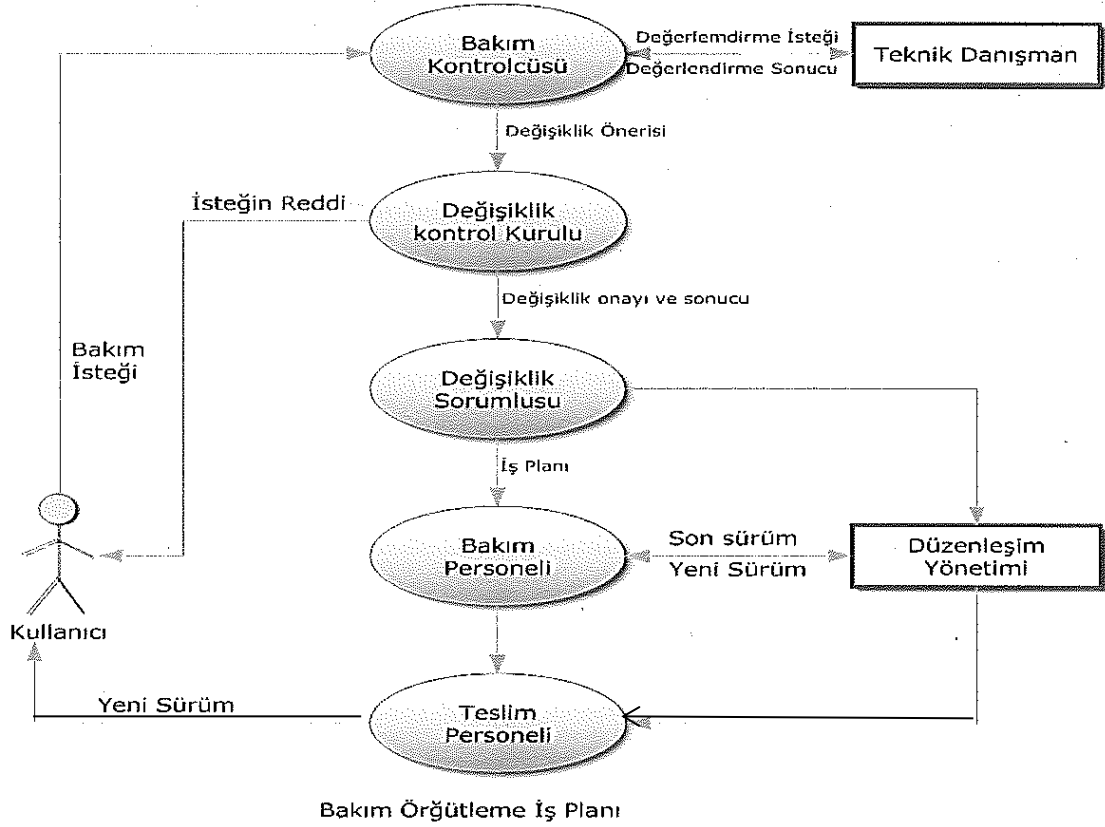 Bakım
Kontrolcüsü
Değerlemdirme İsteği
Değerlendirme Sonucu
Teknik Danışman
Değişiklik Önerisi
İsteğin Reddi
Değişiklik
kontrol Kurulu
Değişiklik onayı ve sonucu
Bakım
İsteği
Değişiklik
Sorumlusu
İş Planı
Bakım
Personeli
Son sürüm
Yeni Sürüm
Düzenleşim
Yönetimi
Kullanıcı
Yeni Sürüm
Teslim
Personeli
Bakım Örğütleme İş Planı